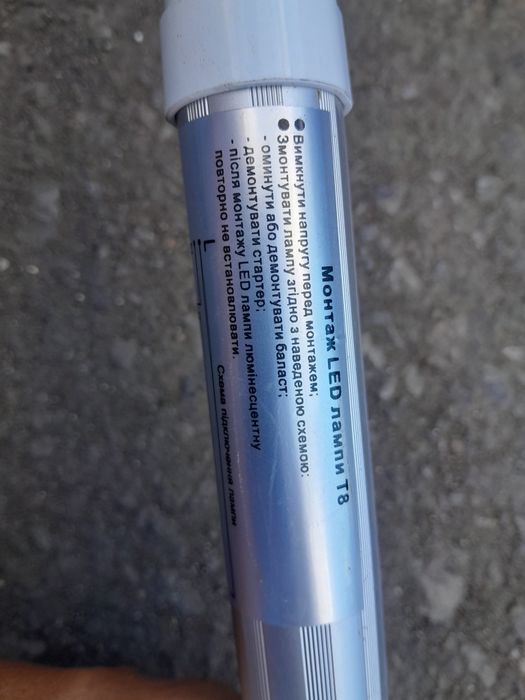 Монтаж LED лампи T8
● Вимкнути напругу перед монтажем;
● Змонтувати лампу згідно з наведеною схемою:
- оминути або демонтувати баласт;
- демонтувати стартер;
- після монтажу LED лампи люмінесцентну
повторно не встановлювати.
Схема підключення лампи
L